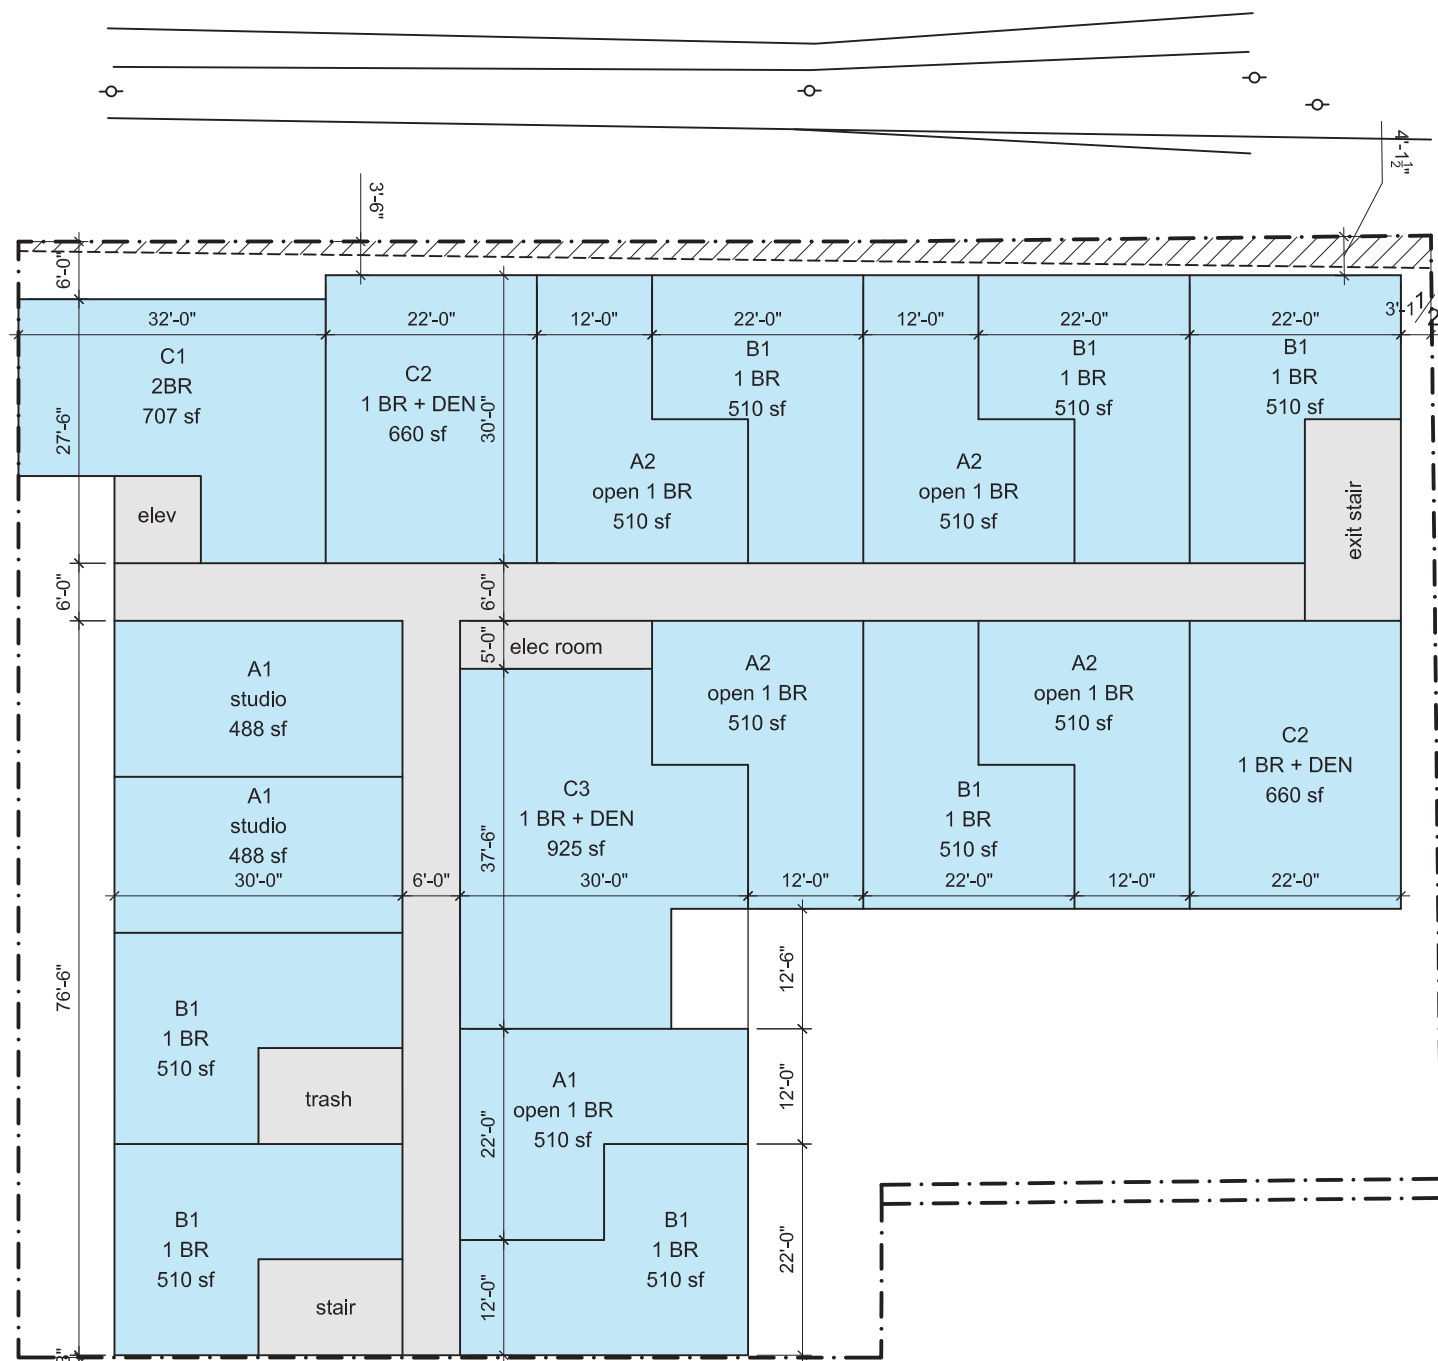 4'-1½"
3'-6"
6'-0"
32'-0"
22'-0"
12'-0"
22'-0"
12'-0"
22'-0"
22'-0"
3'-1 1/2
C1
2BR
707 sf
C2
1 BR + DEN
660 sf
B1
1 BR
510 sf
B1
1 BR
510 sf
B1
1 BR
510 sf
27'-6"
30'-0"
A2
open 1 BR
510 sf
A2
open 1 BR
510 sf
elev
exit stair
6'-0"
6'-0"
5'-0"
elec room
A1
studio
488 sf
A2
open 1 BR
510 sf
A2
open 1 BR
510 sf
C2
1 BR + DEN
660 sf
A1
studio
488 sf
C3
1 BR + DEN
925 sf
37'-6"
B1
1 BR
510 sf
30'-0"
6'-0"
30'-0"
12'-0"
22'-0"
12'-0"
22'-0"
76'-6"
12'-6"
B1
1 BR
510 sf
trash
A1
open 1 BR
510 sf
12'-0"
22'-0"
B1
1 BR
510 sf
stair
B1
1 BR
510 sf
22'-0"
12'-0"